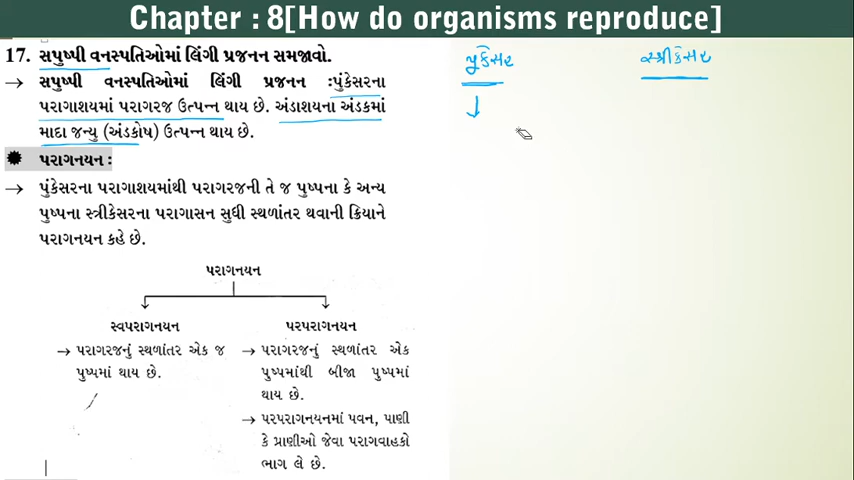 Chapter : 8[How do organisms reproduce]
17. સપુષ્પી વનસ્પતિઓમાં લિંગી પ્રજનન સમજાવો.
→ સપુષ્પી વનસ્પતિઓમાં લિંગી પ્રજનન :પુંકેસરના
પરાગાશયમાં પરાગરજ ઉત્પન્ન થાય છે. અંડાશયના અંડકમાં
માદા જન્યુ (અંડકોષ) ઉત્પન્ન થાય છે.
પરાગનયન :
→ પુંકેસરના પરાગાશયમાંથી પરાગરજની તે જ પુષ્પના કે અન્ય
પુષ્પના સ્ત્રીકેસરના પરાગાસન સુધી સ્થળાંતર થવાની ક્રિયાને
પરાગનયન કહે છે.
પરાગનયન
સ્વપરાગનયન
→ પરાગરજનું સ્થળાંતર એક જ
પુષ્પમાં થાય છે.
પરપરાગનયન
→ પરાગરજનું સ્થળાંતર એક
પુષ્પમાંથી બીજા પુષ્પમાં
થાય છે.
→ પરપરાગનયનમાં પવન, પાણી
કે પ્રાણીઓ જેવા પરાગવાહકો
ભાગ લે છે.
પુંકેસર
સ્ત્રીકેસર